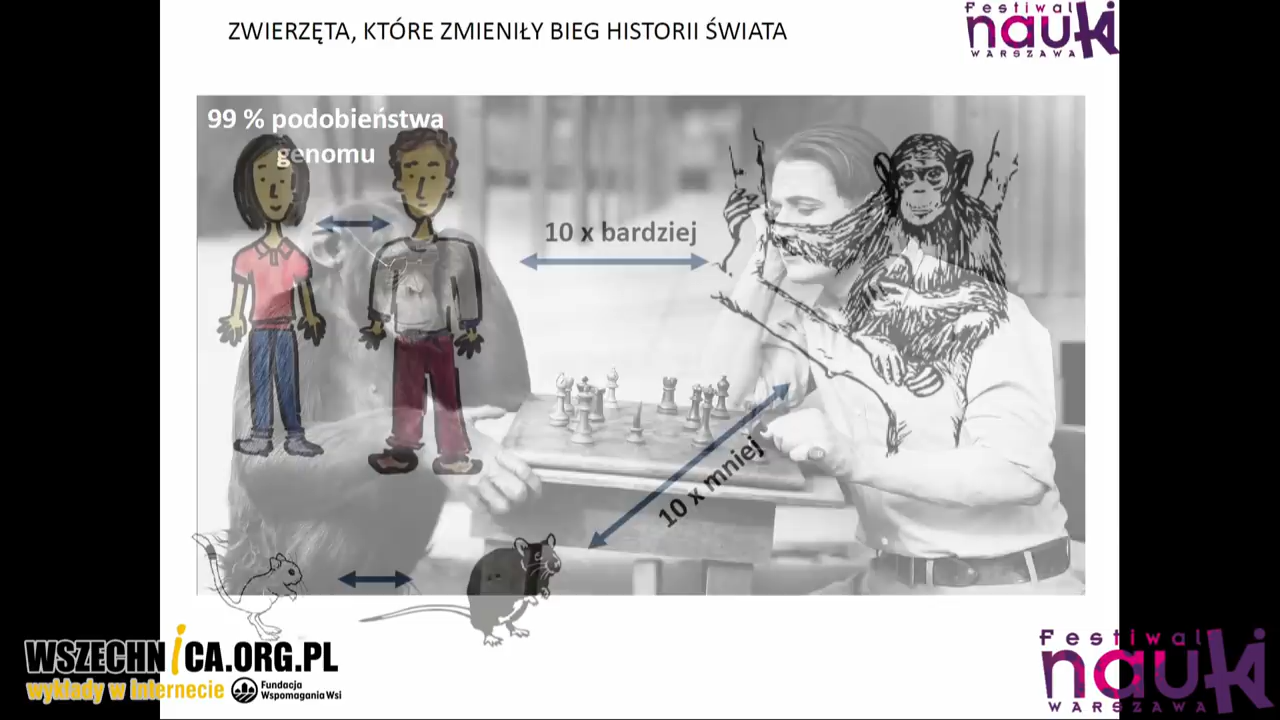 ZWIERZĘTA, KTÓRE ZMIENIŁY BIEG HISTORII ŚWIATA
Festiwal
nauki
WARSZAWA
99 % podobieństwa
genomu
10 x bardziej
10 x mniej
WSZECHNiCA.ORG.PL
wykłady w internecie
Fundacja
Wspomagania Wsi
Festiwal
nauki
WARSZAWA